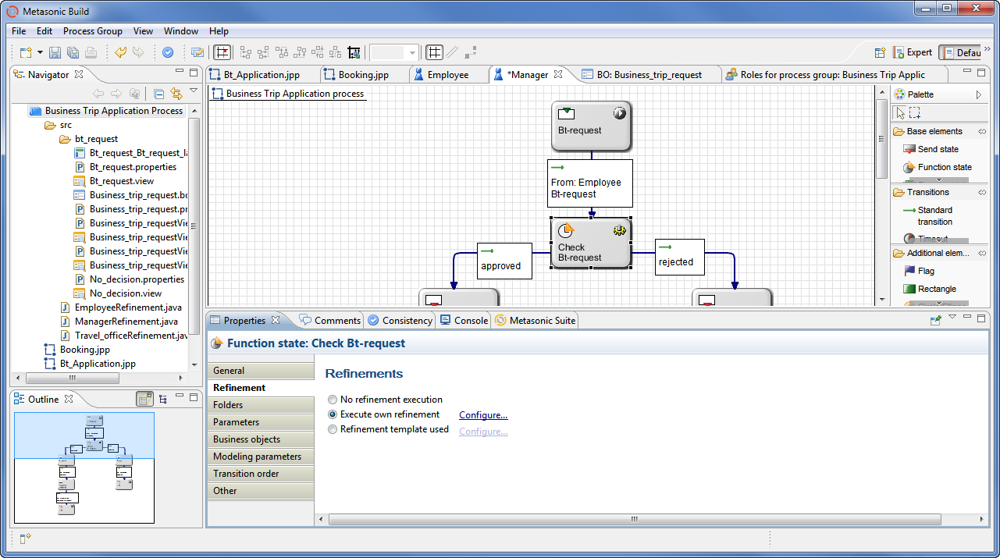 Metasonic Build
File Edit Process Group View Window Help
Expert Defau
Navigator
Business Trip Application Process
src
bt_request
Bt_request_Bt_request_la
Bt_request.properties
Bt_request.view
Business_trip_request.bo
Business_trip_request.pr
Business_trip_requestVie
Business_trip_requestVie
Business_trip_requestVie
Business_trip_requestVie
No_decision.properties
No_decision.view
EmployeeRefinement.java
ManagerRefinement.java
Travel_officeRefinement.jav
Booking.jpp
Bt_Application.jpp
Outline
Bt_Application.jpp Booking.jpp Employee *Manager BO: Business_trip_request Roles for process group: Business Trip Applic
Business Trip Application process
Bt-request
From: Employee
Bt-request
Check
Bt-request
approved
rejected
Palette
Base elements
Send state
Function state
Transitions
Standard
transition
Timeout
Additional elem...
Flag
Rectangle
Properties Comments Consistency Console Metasonic Suite
Function state: Check Bt-request
General
Refinement
Folders
Parameters
Business objects
Modeling parameters
Transition order
Other
Refinements
No refinement execution
Execute own refinement Configure...
Refinement template used Configure...